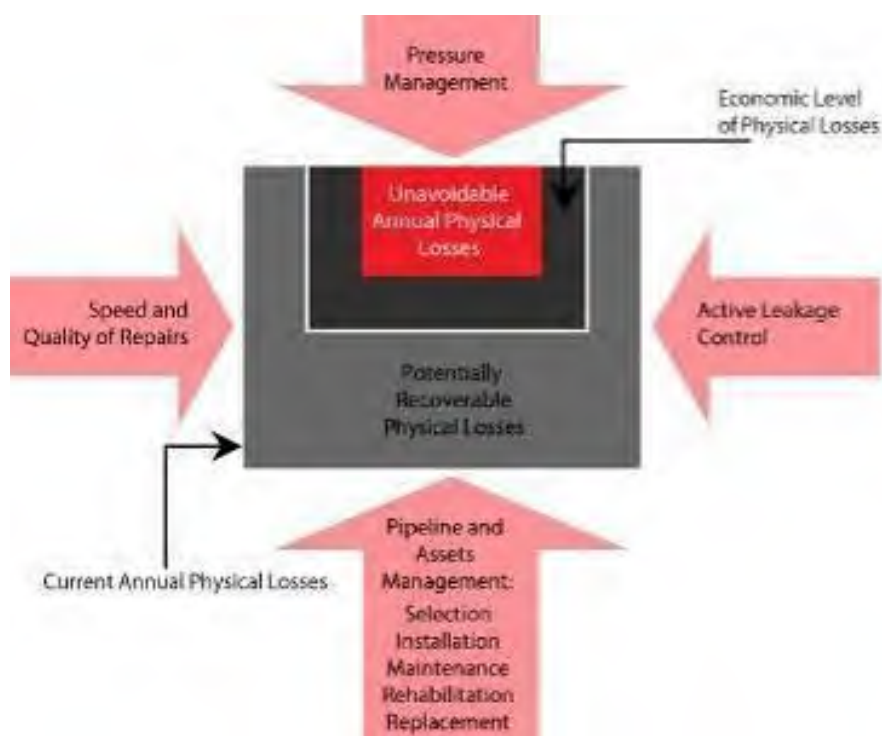 Pressure
Management
Economic Level
of Physical Losses
Unavoidable
Annual Physical
Losses
Speed and
Quality of Repairs
Active Leakage
Control
Potentially
Recoverable
Physical Losses
Current Annual Physical Losses
Pipeline and
Assets
Management:
Selection
Installation
Maintenance
Rehabilitation
Replacement